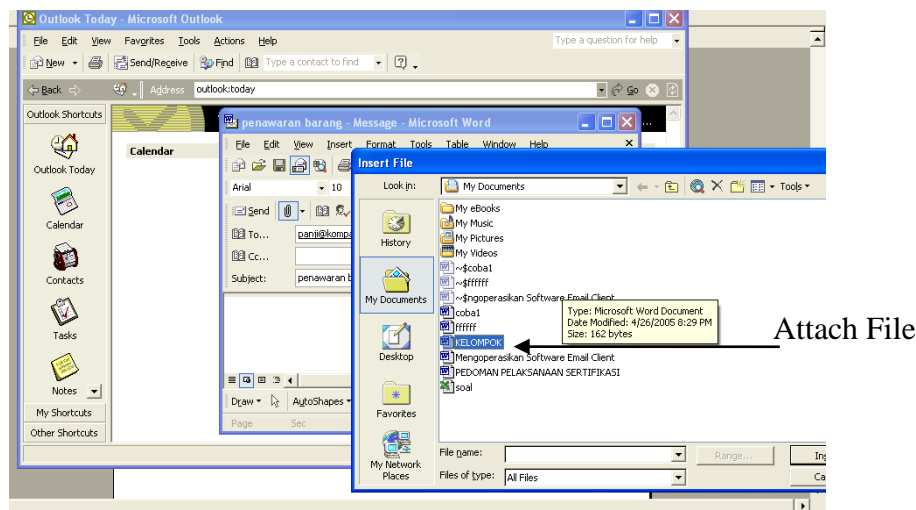 Outlook Today - Microsoft Outlook
File Edit View Favorites Tools Actions Help
Type a question for help
New Send/Receive Find Type a contact to find
Back Address outlook:today Go
Outlook Shortcuts
Outlook Today
Calendar
Contacts
Tasks
Notes
My Shortcuts
Other Shortcuts
Calendar
...
penawaran barang - Message - Microsoft Word
File Edit View Insert Format Tools Table Window Help
Arial 10
Send
To... panji@kompa
Cc...
Subject: penawaran b
Draw AutoShapes
Page Sec
Insert File
Look in: My Documents Tools
History
My Documents
Desktop
Favorites
My Network
Places
My eBooks
My Music
My Pictures
My Videos
~$coba1
~$ffffff
~$ngoperasikan Software Email Client
coba1
ffffff
KELOMPOK
Mengoperasikan Software Email Client
PEDOMAN PELAKSANAAN SERTIFIKASI
soal
Type: Microsoft Word Document
Date Modified: 4/26/2005 8:29 PM
Size: 162 bytes
File name: Range...
Files of type: All Files Ca
Attach File